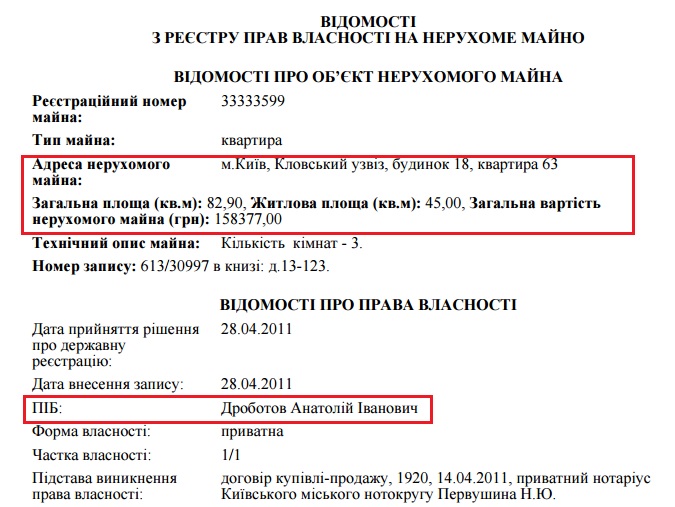 ВІДОМОСТІ
З РЕЄСТРУ ПРАВ ВЛАСНОСТІ НА НЕРУХОМЕ МАЙНО
ВІДОМОСТІ ПРО ОБ’ЄКТ НЕРУХОМОГО МАЙНА
Реєстраційний номер майна: 33333599
Тип майна: квартира
Адреса нерухомого майна: м.Київ, Кловський узвіз, будинок 18, квартира 63
Загальна площа (кв.м): 82,90, Житлова площа (кв.м): 45,00, Загальна вартість
нерухомого майна (грн): 158377,00
Технічний опис майна: Кількість кімнат - 3.
Номер запису: 613/30997 в книзі: д.13-123.
ВІДОМОСТІ ПРО ПРАВА ВЛАСНОСТІ
Дата прийняття рішення про державну реєстрацію: 28.04.2011
Дата внесення запису: 28.04.2011
ПІБ: Дроботов Анатолій Іванович
Форма власності: приватна
Частка власності: 1/1
Підстава виникнення права власності: договір купівлі-продажу, 1920, 14.04.2011, приватний нотаріус
Київського міського нотокругу Первушина Н.Ю.